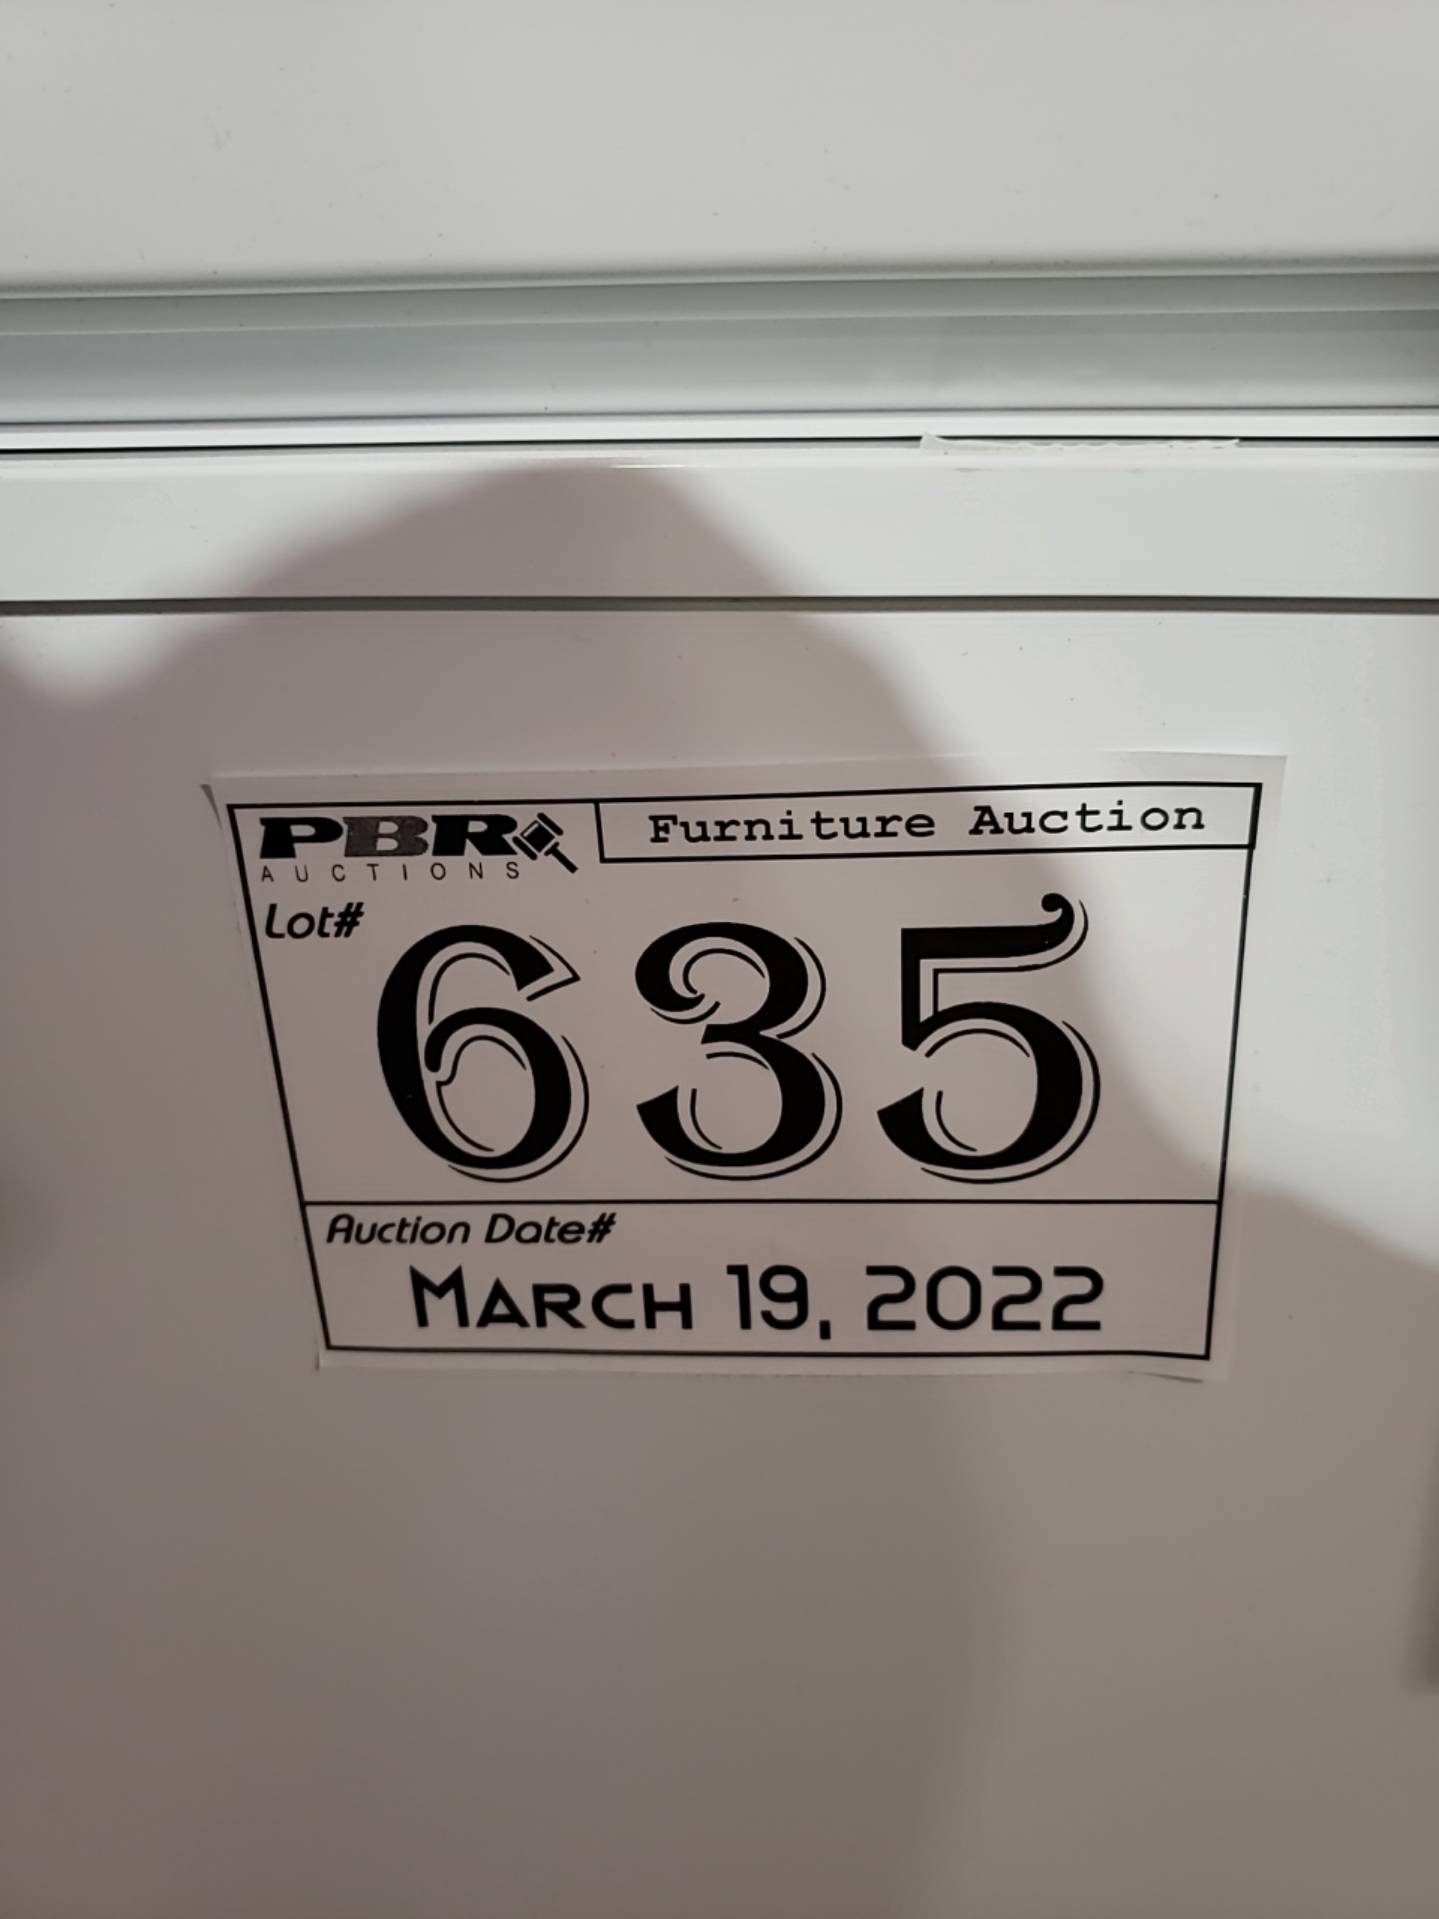 PBR
AUCTIONS
Furniture Auction
Lot#
635
Auction Date#
March 19, 2022